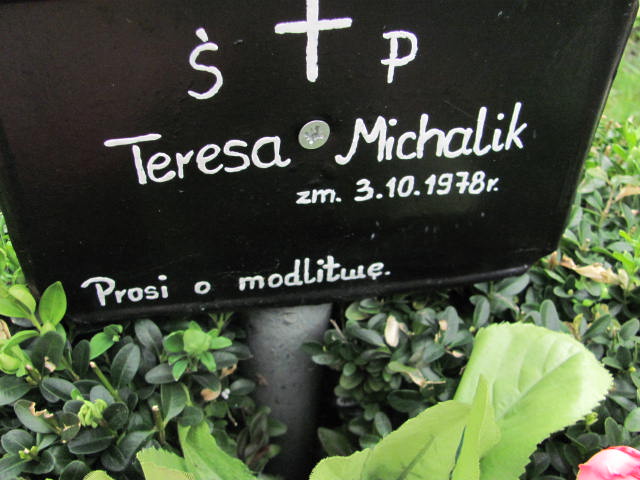 Ś † P
Teresa Michalik
zm. 3.10.1978r.
Prosi o modlitwę.